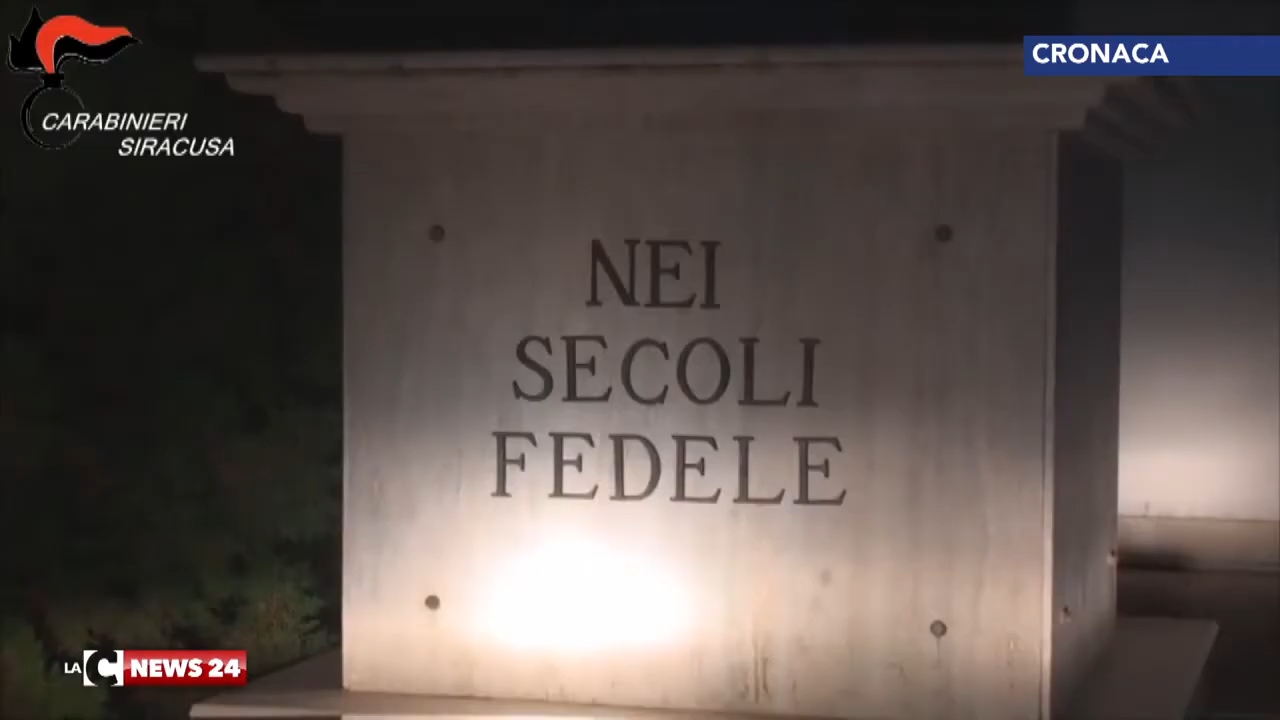 CARABINIERI
SIRACUSA
CRONACA
NEI
SECOLI
FEDELE
LA C NEWS 24